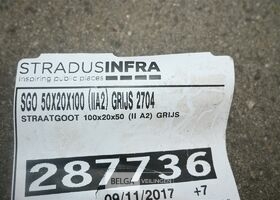 STRADUSINFRA
Inspiring public places
SGO 50X20X100 (IIA2) GRIJS 2704
STRAATGOOT 100x20x50 (II A2) GRIJS
287736
BELGA VEILINGEN
09/11/2017 +7